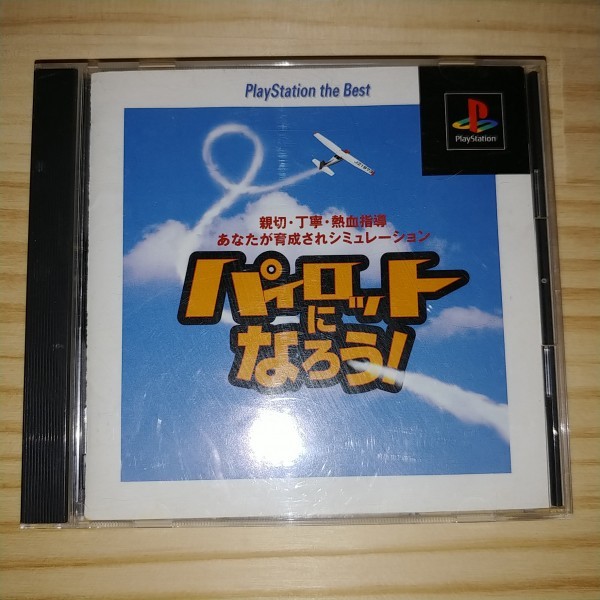 PlayStation the Best
PlayStation
親切・丁寧・熱血指導
あなたが育成されシミュレーション
パイロット
に
なろう!